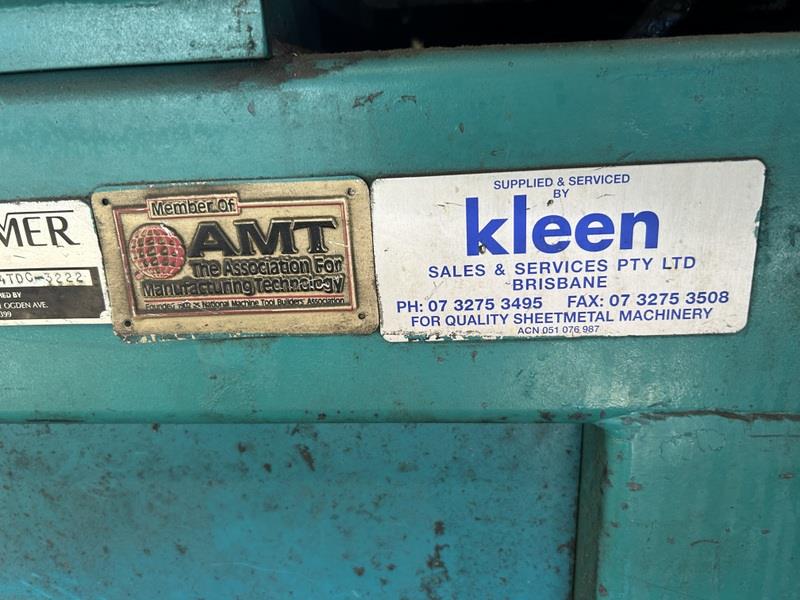 MER
4TDC-3222
MED BY
OGDEN AVE.
399
Member Of
AMT
The Association For
Manufacturing Technology
Founded 1902 as National Machine Tool Builders' Association
SUPPLIED & SERVICED
BY
kleen
SALES & SERVICES PTY LTD
BRISBANE
PH: 07 3275 3495 FAX: 07 3275 3508
FOR QUALITY SHEETMETAL MACHINERY
ACN 051 076 987